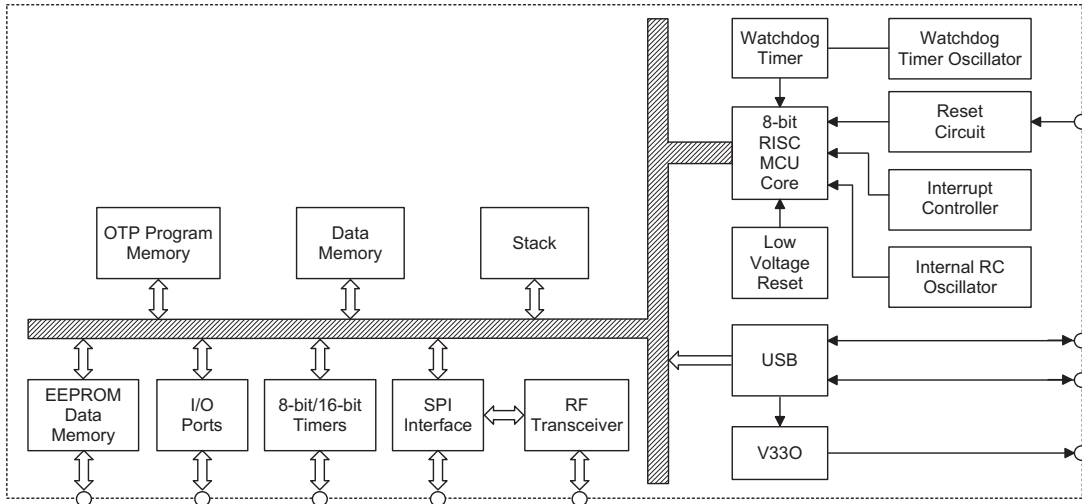 Watchdog
Timer
Watchdog
Timer Oscillator
8-bit
RISC
MCU
Core
Reset
Circuit
Interrupt
Controller
OTP Program
Memory
Data
Memory
Stack
Low
Voltage
Reset
Internal RC
Oscillator
USB
EEPROM
Data
Memory
I/O
Ports
8-bit/16-bit
Timers
SPI
Interface
RF
Transceiver
V33O